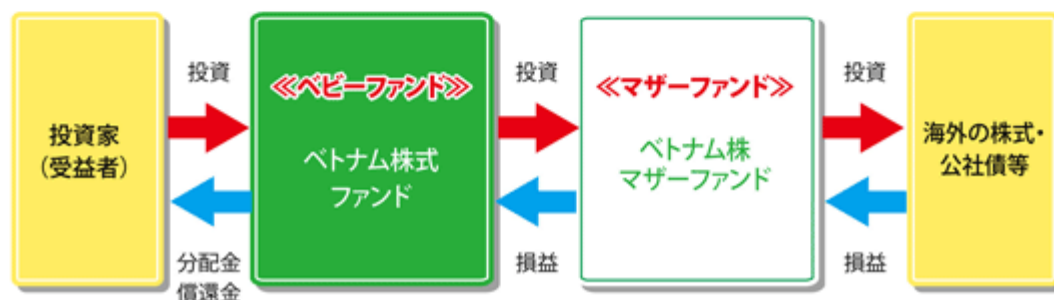 投資家
(受益者)
投資
分配金
償還金
≪ベビーファンド≫
ベトナム株式
ファンド
投資
損益
≪マザーファンド≫
ベトナム株
マザーファンド
投資
損益
海外の株式・
公社債等